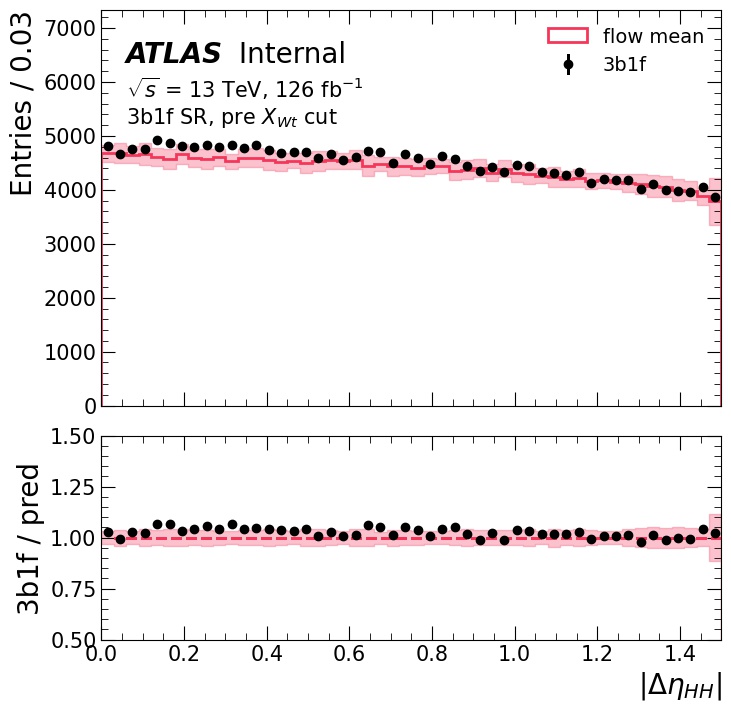 ATLAS Internal
√s = 13 TeV, 126 fb⁻¹
3b1f SR, pre X_Wt cut
flow mean
3b1f
Entries / 0.03
7000
6000
5000
4000
3000
2000
1000
0
3b1f / pred
1.50
1.25
1.00
0.75
0.50
0.0 0.2 0.4 0.6 0.8 1.0 1.2 1.4
|Δη_HH|